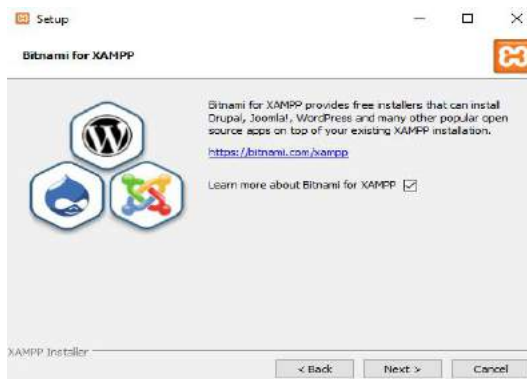 Setup
Bitnami for XAMPP
Bitnami for XAMPP provides free installers that can install
Drupal, Joomla!, WordPress and many other popular open
source apps on top of your existing XAMPP installation.
https://bitnami.com/xampp
Learn more about Bitnami for XAMPP
XAMPP Installer
< Back
Next >
Cancel